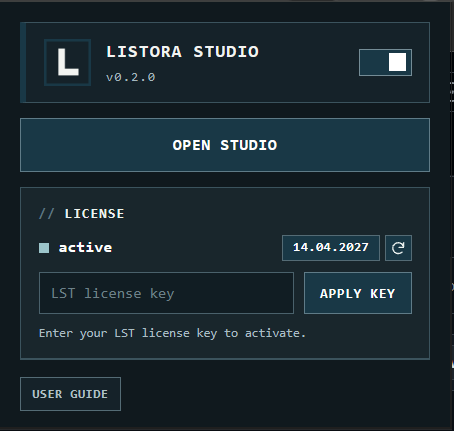 L
LISTORA STUDIO
v0.2.0
OPEN STUDIO
// LICENSE
active
14.04.2027
LST license key
APPLY KEY
Enter your LST license key to activate.
USER GUIDE